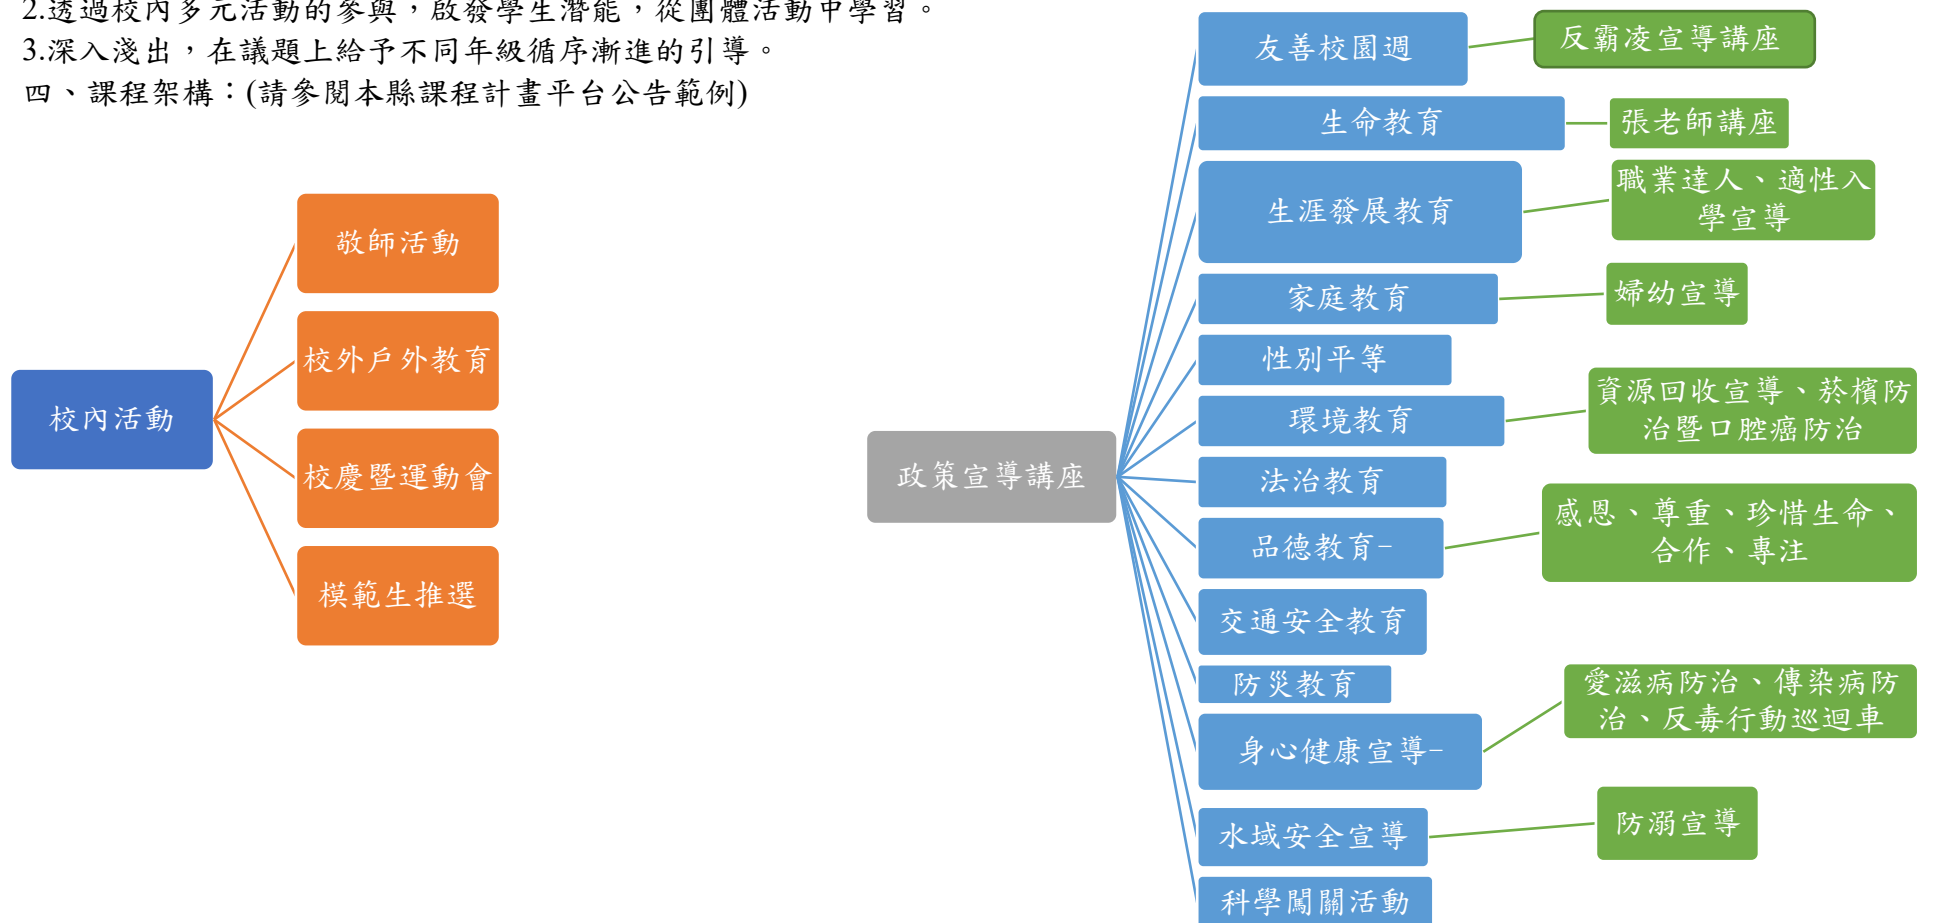 2.透過校內多元活動的參與，啟發學生潛能，從團體活動中學習。
3.深入淺出，在議題上給予不同年級循序漸進的引導。
四、課程架構：(請參閱本縣課程計畫平台公告範例)
校內活動
敬師活動
校外戶外教育
校慶暨運動會
模範生推選
政策宣導講座
友善校園週
反霸凌宣導講座
生命教育
張老師講座
生涯發展教育
職業達人、適性入
學宣導
家庭教育
婦幼宣導
性別平等
環境教育
資源回收宣導、菸檳防
治暨口腔癌防治
法治教育
品德教育-
感恩、尊重、珍惜生命、
合作、專注
交通安全教育
防災教育
身心健康宣導-
愛滋病防治、傳染病防
治、反毒行動巡迴車
水域安全宣導
防溺宣導
科學闖關活動